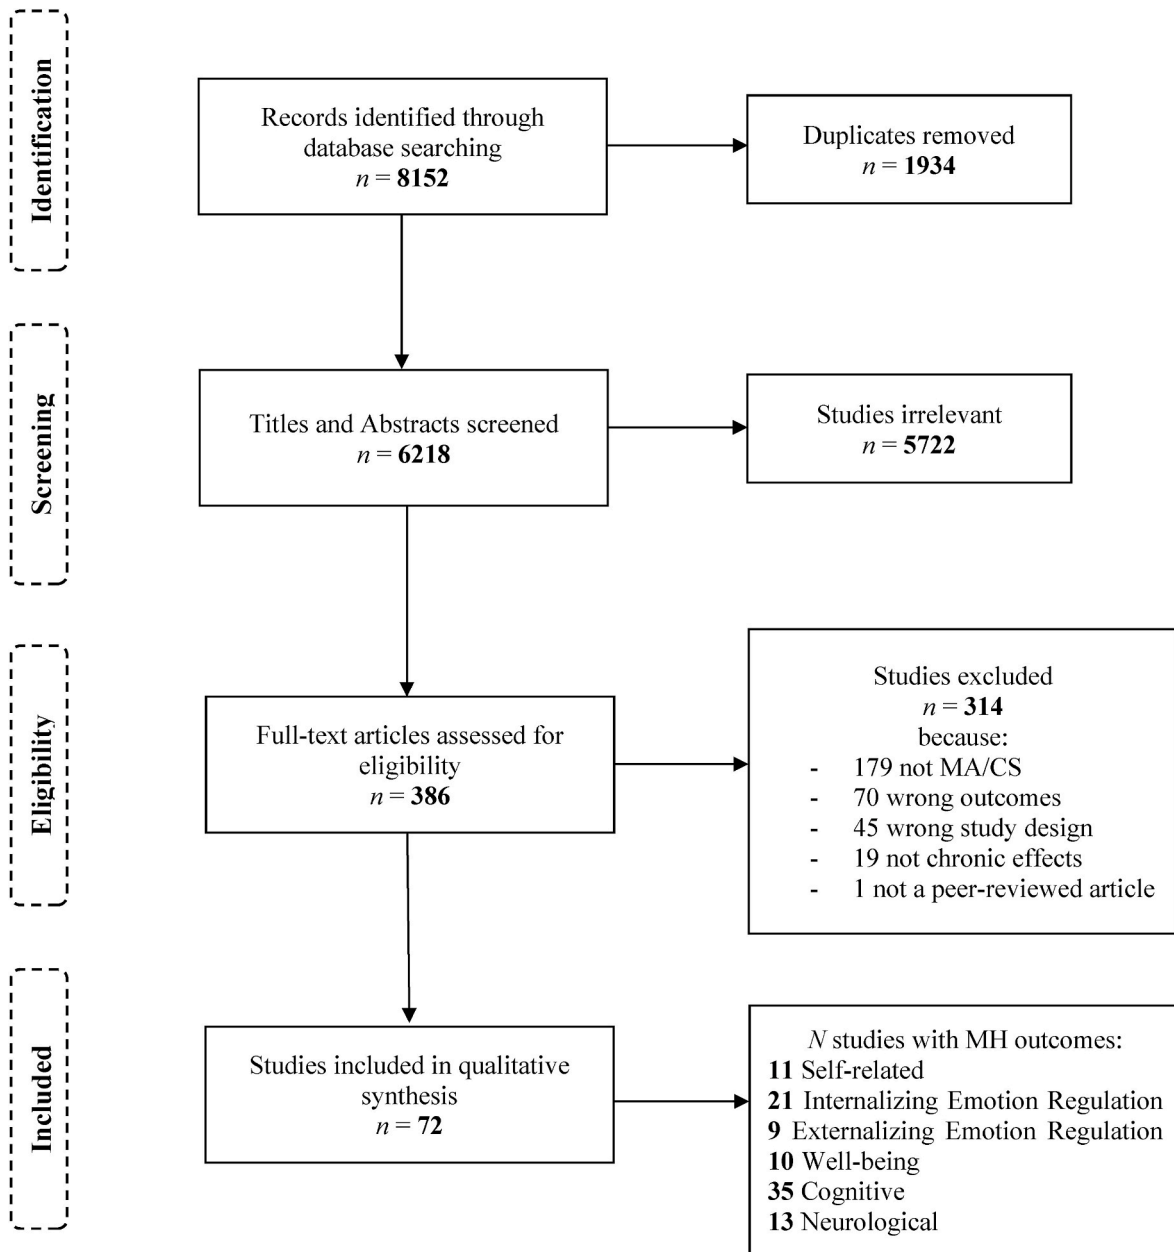 Identification
Records identified through
database searching
n = 8152
Duplicates removed
n = 1934
Screening
Titles and Abstracts screened
n = 6218
Studies irrelevant
n = 5722
Eligibility
Full-text articles assessed for
eligibility
n = 386
Studies excluded
n = 314
because:
- 179 not MA/CS
- 70 wrong outcomes
- 45 wrong study design
- 19 not chronic effects
- 1 not a peer-reviewed article
Included
Studies included in qualitative
synthesis
n = 72
N studies with MH outcomes:
11 Self-related
21 Internalizing Emotion Regulation
9 Externalizing Emotion Regulation
10 Well-being
35 Cognitive
13 Neurological